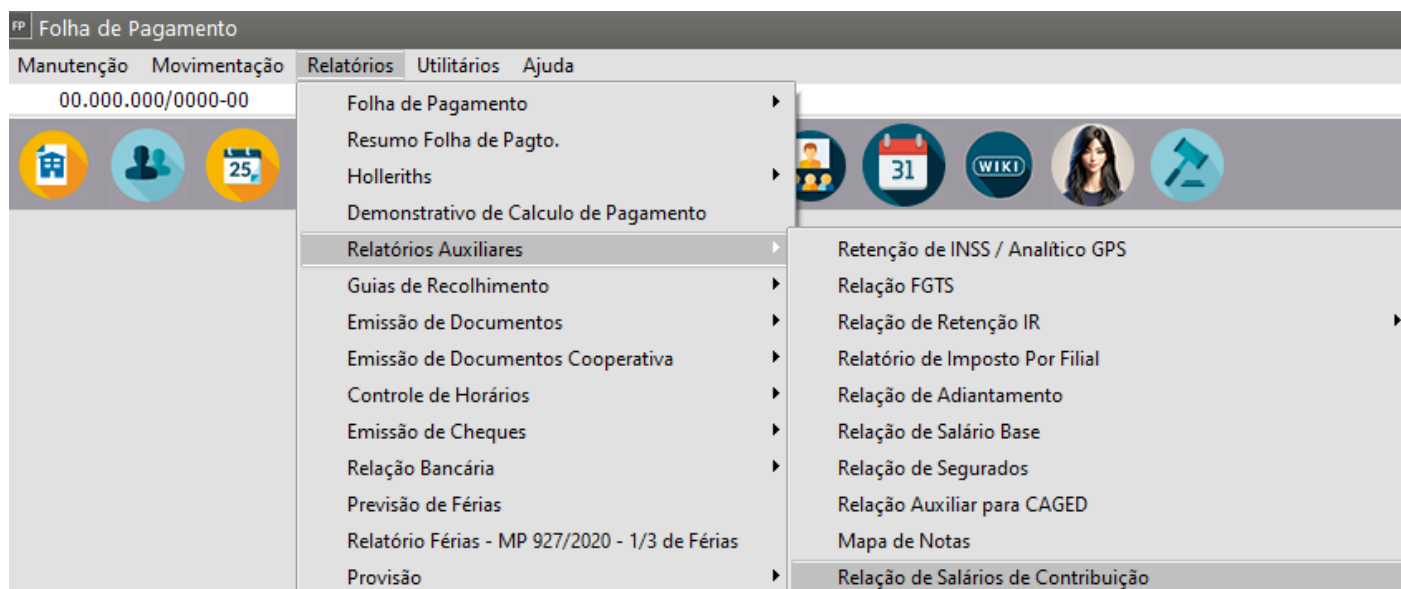 FP Folha de Pagamento
Manutenção Movimentação Relatórios Utilitários Ajuda
00.000.000/0000-00
25
31
WIKI
Folha de Pagamento
Resumo Folha de Pagto.
Holleriths
Demonstrativo de Calculo de Pagamento
Relatórios Auxiliares
Guias de Recolhimento
Emissão de Documentos
Emissão de Documentos Cooperativa
Controle de Horários
Emissão de Cheques
Relação Bancária
Previsão de Férias
Relatório Férias - MP 927/2020 - 1/3 de Férias
Provisão
Retenção de INSS / Analítico GPS
Relação FGTS
Relação de Retenção IR
Relatório de Imposto Por Filial
Relação de Adiantamento
Relação de Salário Base
Relação de Segurados
Relação Auxiliar para CAGED
Mapa de Notas
Relação de Salários de Contribuição